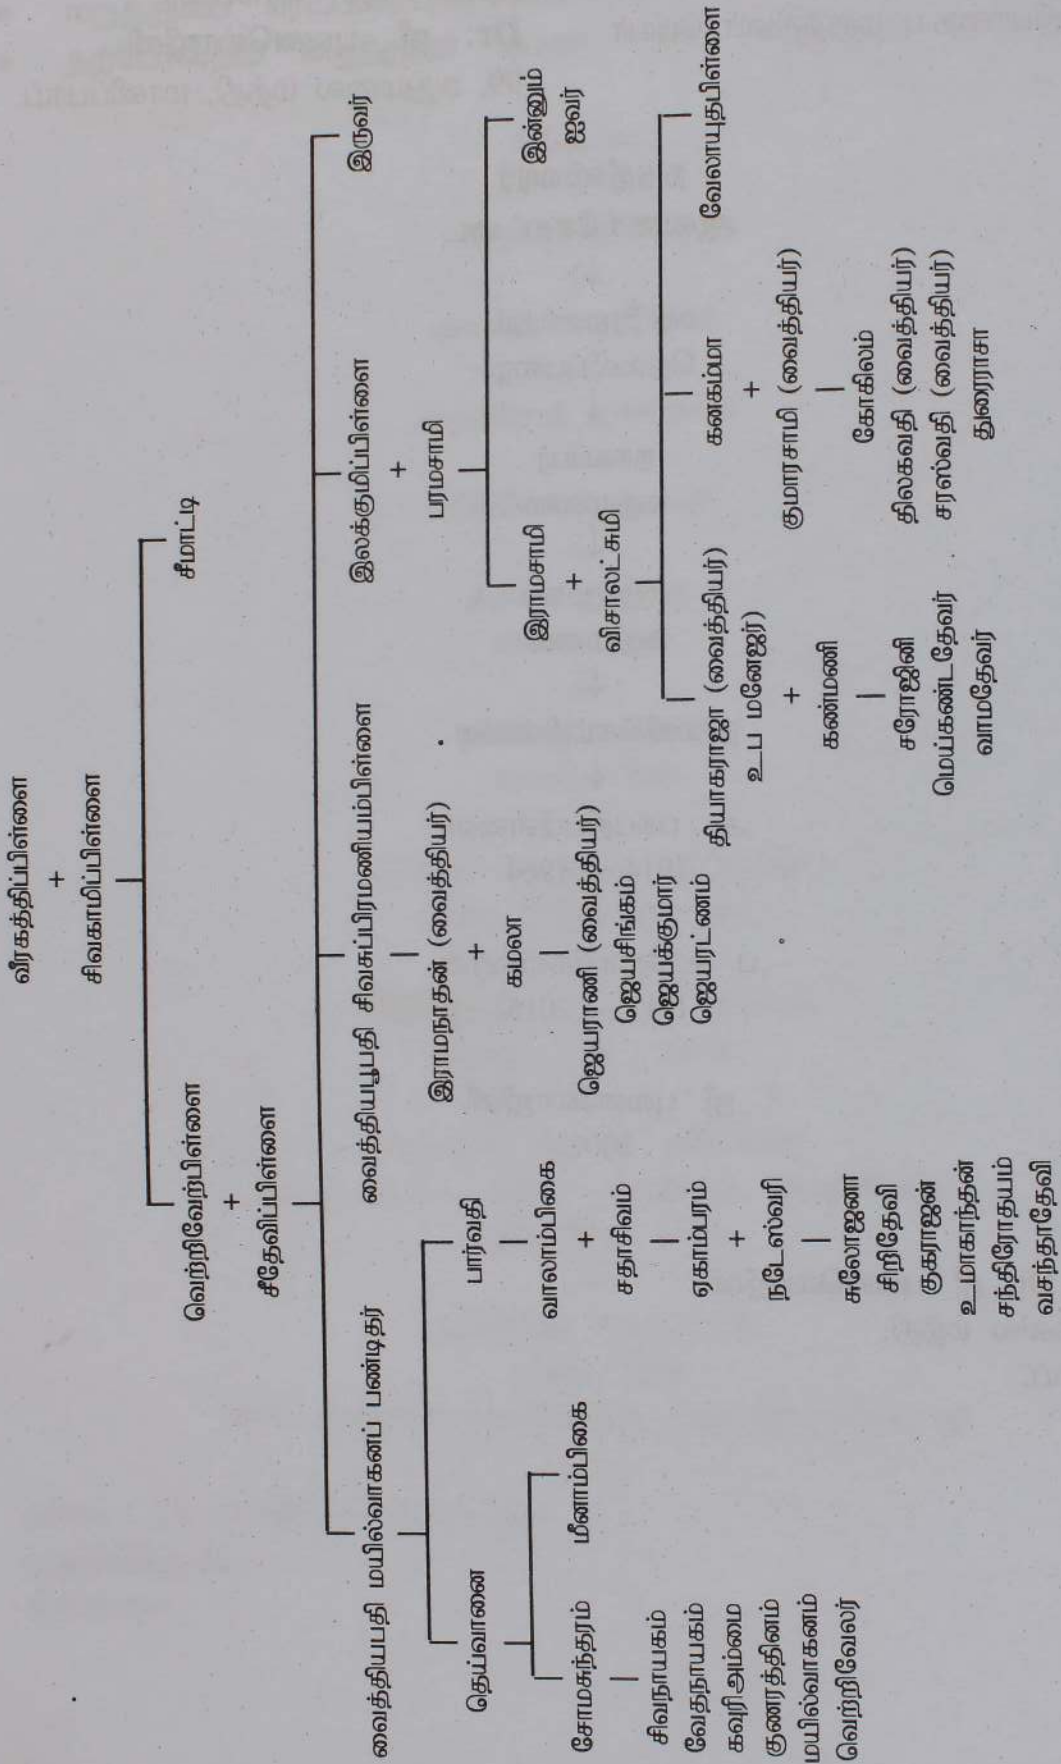 வீரகத்திப்பிள்ளை
+
சிவகாமிப்பிள்ளை
வெற்றிவேற்பிள்ளை
+
சீதேவிப்பிள்ளை
சீமாட்டி
வைத்தியபதி மயில்வாகனப் பண்டிதர்
வைத்தியபூபதி சிவசுப்பிரமணியம்பிள்ளை
இலக்குமிப்பிள்ளை
+
பரமசாமி
இருவர்
தெய்வானை
பார்வதி
இராமநாதன் (வைத்தியர்)
+
கமலா
இராமசாமி
+
விசாலட்சுமி
இன்னும்
ஐவர்
சோமசுந்தரம்
மீனாம்பிகை
வாலாம்பிகை
+
சதாசிவம்
ஏகாம்பரம்
+
நடேஸ்வரி
ஜெயராணி (வைத்தியர்)
ஜெயசிங்கம்
ஜெயக்குமார்
ஜெயரட்ணம்
தியாகராஜா (வைத்தியர்)
உப மனேஜர்)
+
கண்மணி
கனகம்மா
+
குமாரசாமி (வைத்தியர்)
வேலாயுதபிள்ளை
சிவநாயகம்
வேதநாயகம்
கவுரிஅம்மை
குணரத்தினம்
மயில்வாகனம்
வெற்றிவேலர்
சுலோஜனா
சிறிதேவி
குகராஜன்
உமாகாந்தன்
சந்திரோதயம்
வசந்தாதேவி
சரோஜினி
மெய்கண்டதேவர்
வாமதேவர்
கோகிலம்
திலகவதி (வைத்தியர்)
சரஸ்வதி (வைத்தியர்)
துரைராசா